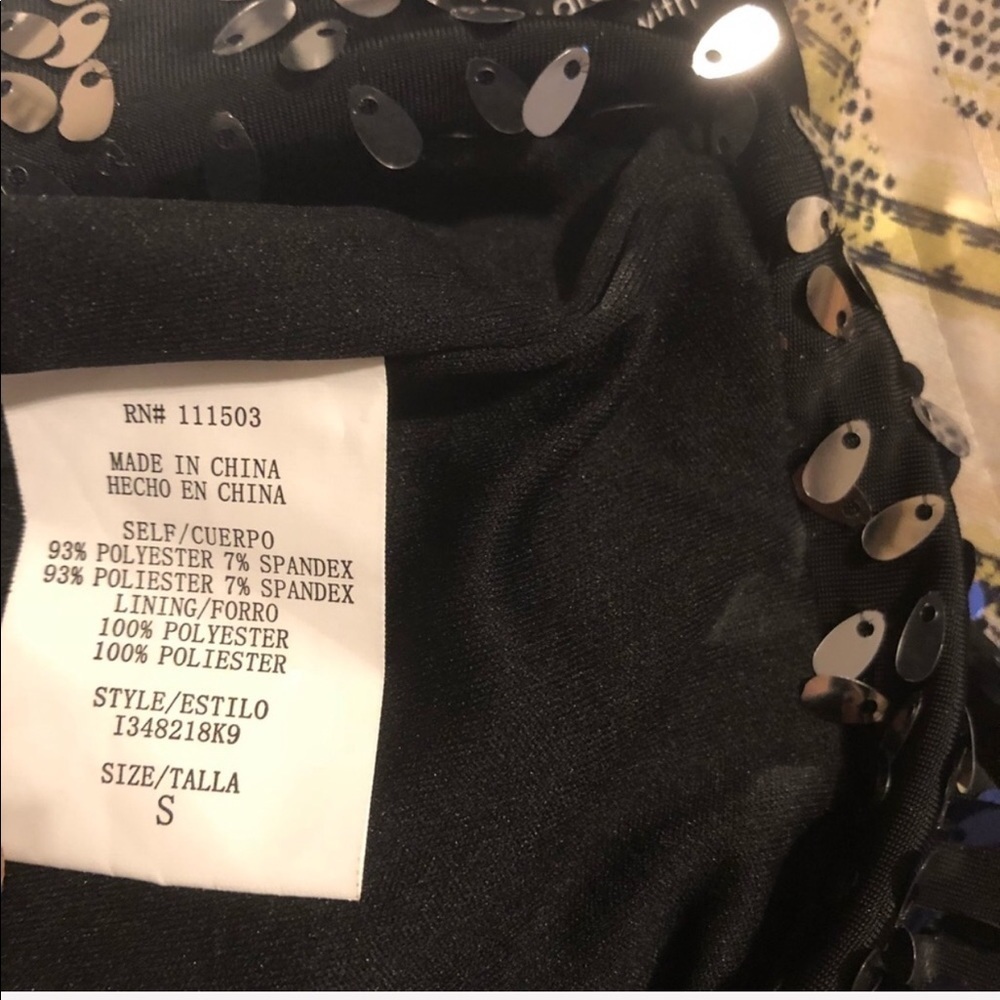 RN# 111503
MADE IN CHINA
HECHO EN CHINA
SELF/CUERPO
93% POLYESTER 7% SPANDEX
93% POLIESTER 7% SPANDEX
LINING/FORRO
100% POLYESTER
100% POLIESTER
STYLE/ESTILO
I348218K9
SIZE/TALLA
S